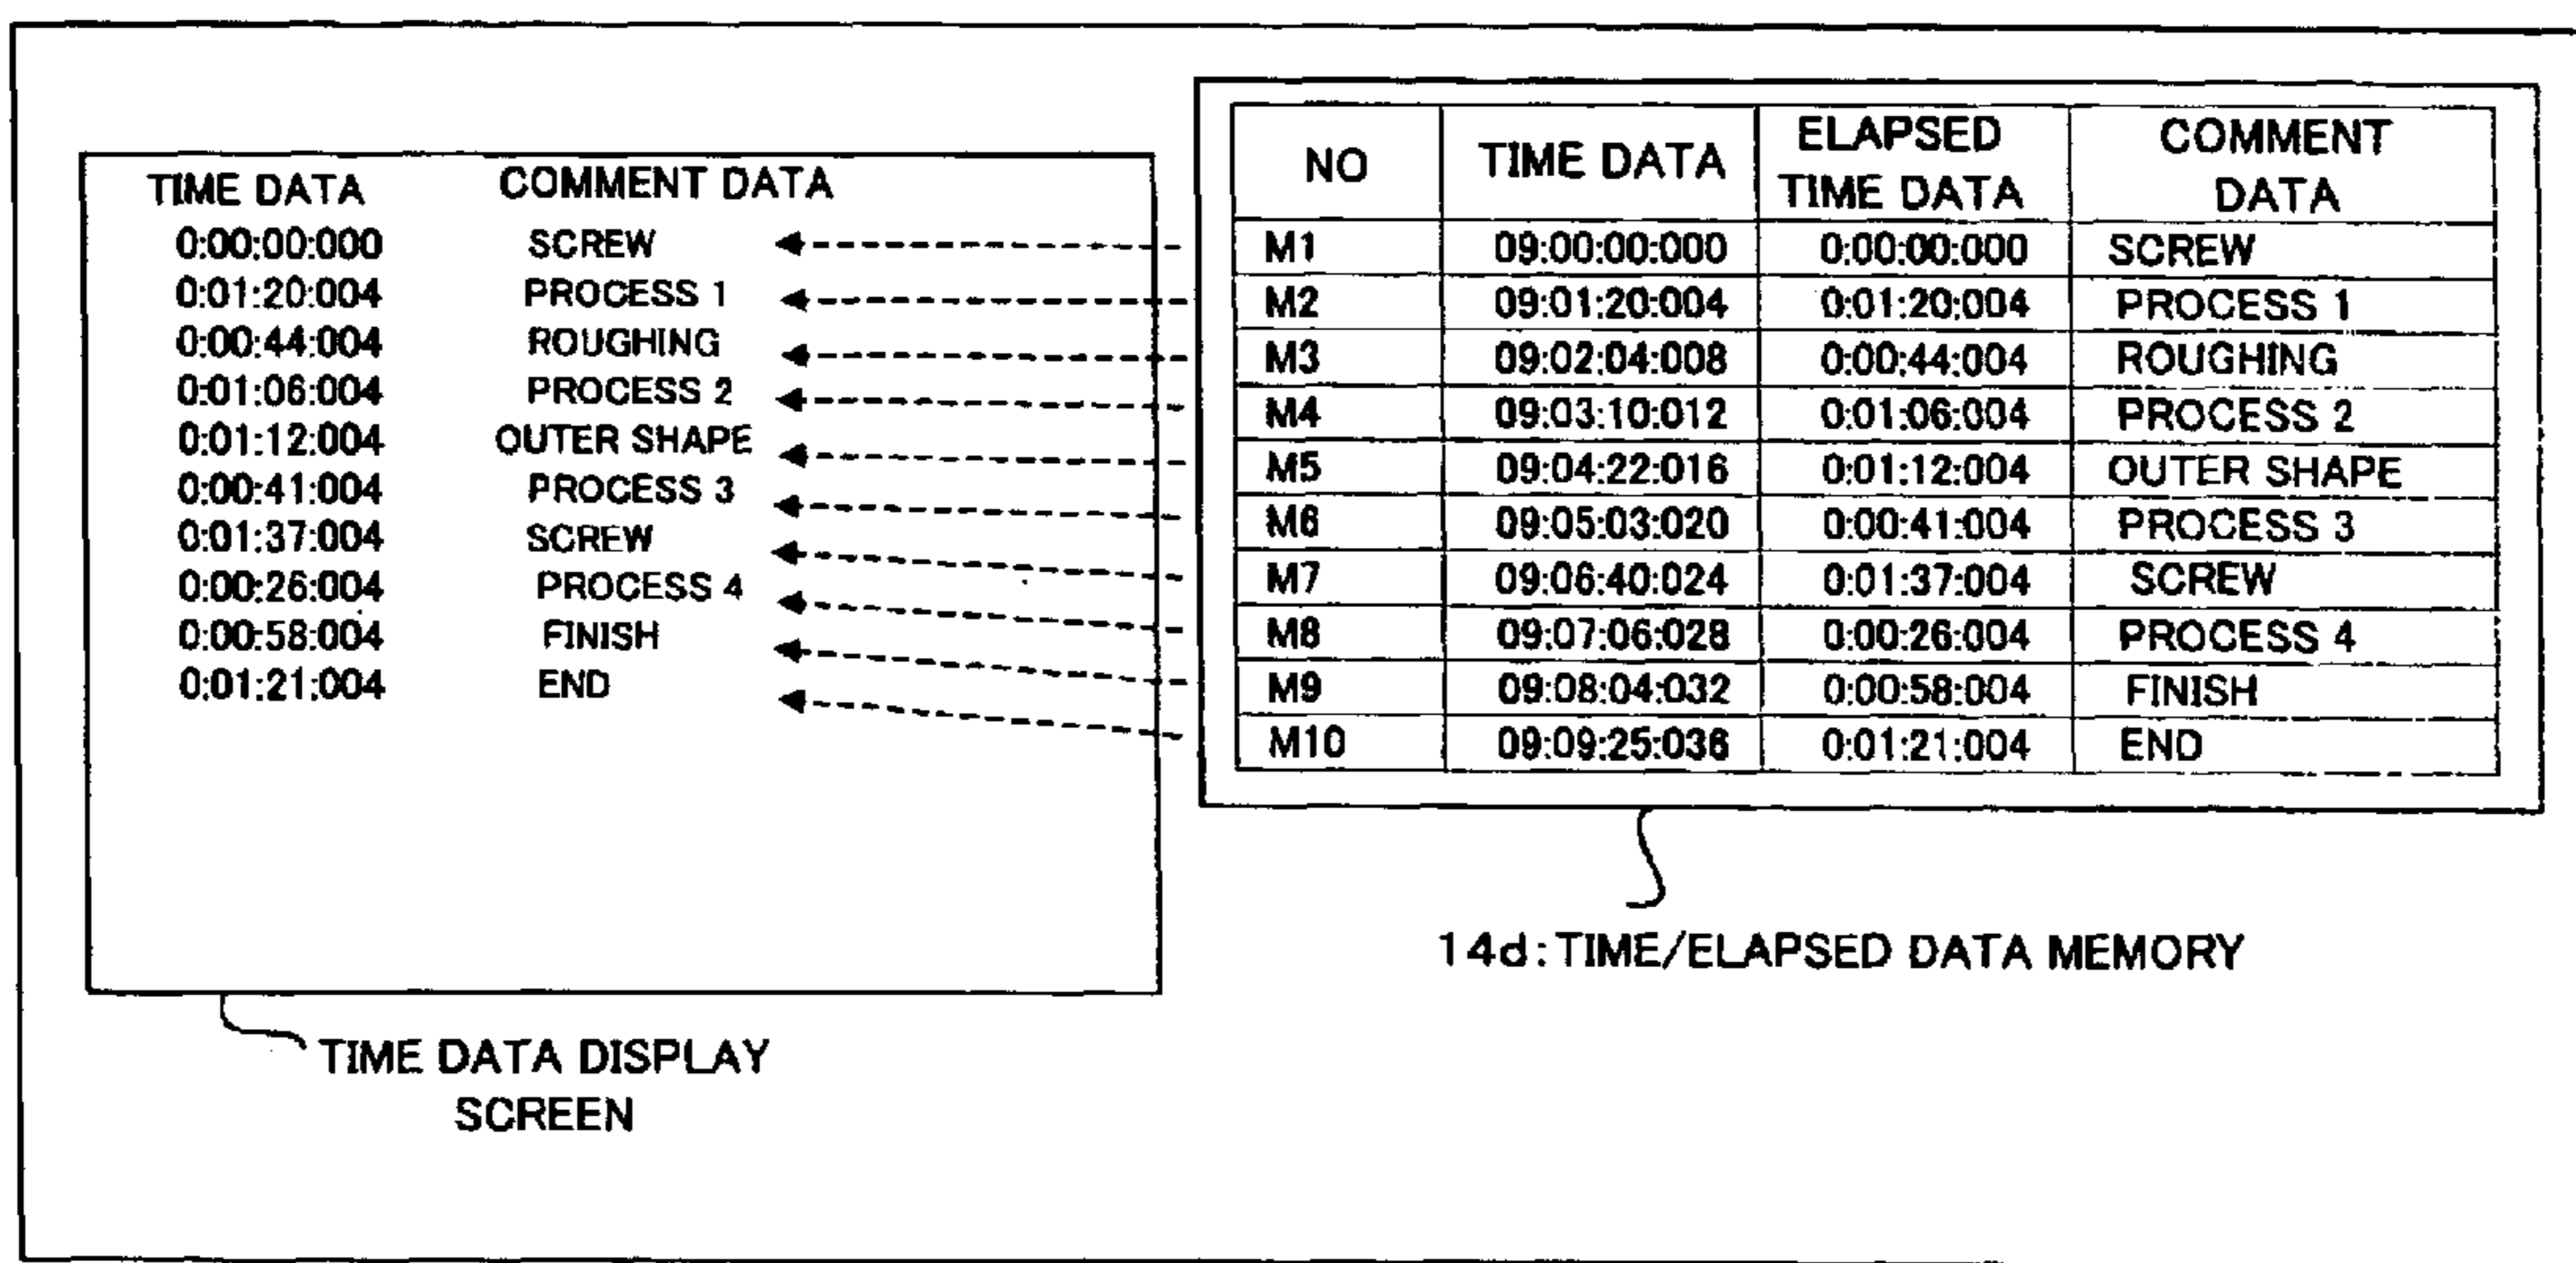 TIME DATA COMMENT DATA
0:00:00:000 SCREW
0:01:20:004 PROCESS 1
0:00:44:004 ROUGHING
0:01:06:004 PROCESS 2
0:01:12:004 OUTER SHAPE
0:00:41:004 PROCESS 3
0:01:37:004 SCREW
0:00:26:004 PROCESS 4
0:00:58:004 FINISH
0:01:21:004 END
TIME DATA DISPLAY
SCREEN
NO TIME DATA ELAPSED TIME DATA COMMENT DATA
M1 09:00:00:000 0:00:00:000 SCREW
M2 09:01:20:004 0:01:20:004 PROCESS 1
M3 09:02:04:008 0:00:44:004 ROUGHING
M4 09:03:10:012 0:01:06:004 PROCESS 2
M5 09:04:22:016 0:01:12:004 OUTER SHAPE
M6 09:05:03:020 0:00:41:004 PROCESS 3
M7 09:06:40:024 0:01:37:004 SCREW
M8 09:07:06:028 0:00:26:004 PROCESS 4
M9 09:08:04:032 0:00:58:004 FINISH
M10 09:09:25:036 0:01:21:004 END
14d:TIME/ELAPSED DATA MEMORY